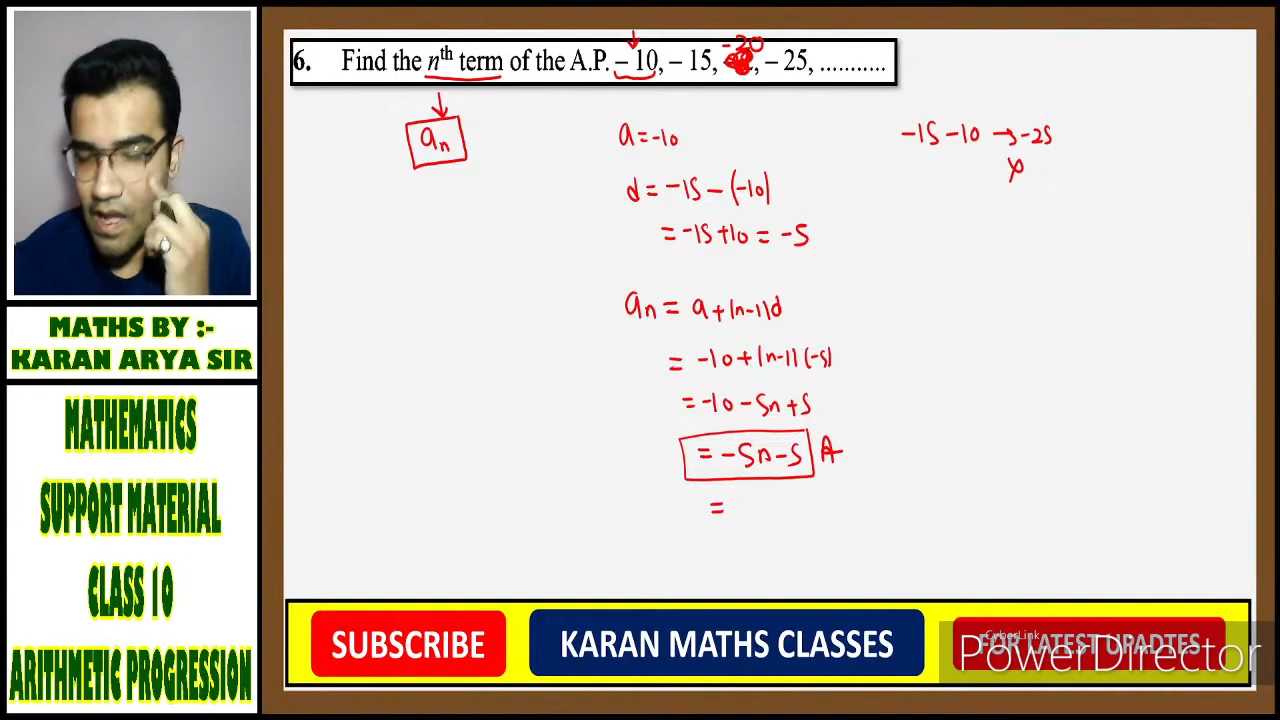 6. Find the nth term of the A.P. – 10, – 15, -20, – 25, ...........
an
a = -10
-15 -10 → -25
x
d = -15 - (-10)
= -15 +10 = -5
an = a + (n-1)d
= -10 + (n-1)(-5)
= -10 - 5n + 5
= -5n - 5 A
=
MATHS BY :-
KARAN ARYA SIR
MATHEMATICS
SUPPORT MATERIAL
CLASS 10
ARITHMETIC PROGRESSION
SUBSCRIBE
KARAN MATHS CLASSES
FOR LATEST UPADTES
CyberLink
PowerDirector